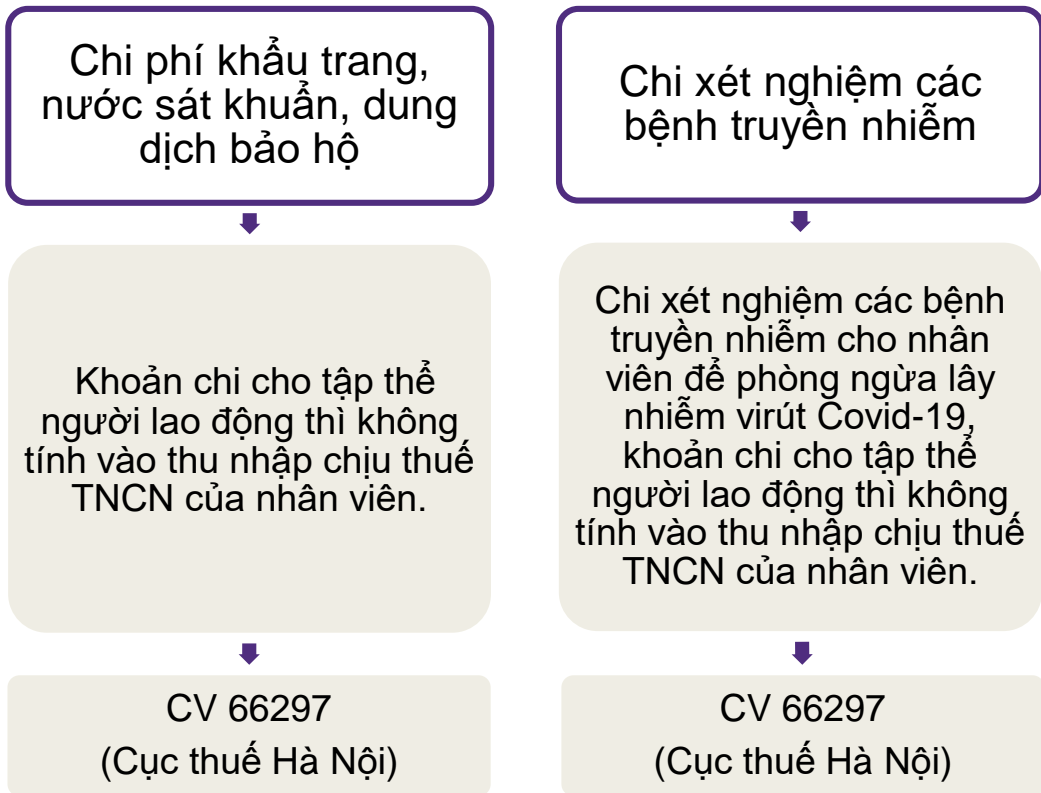 Chi phí khẩu trang,
nước sát khuẩn, dung
dịch bảo hộ
Khoản chi cho tập thể
người lao động thì không
tính vào thu nhập chịu thuế
TNCN của nhân viên.
CV 66297
(Cục thuế Hà Nội)
Chi xét nghiệm các
bệnh truyền nhiễm
Chi xét nghiệm các bệnh
truyền nhiễm cho nhân
viên để phòng ngừa lây
nhiễm virút Covid-19,
khoản chi cho tập thể
người lao động thì không
tính vào thu nhập chịu thuế
TNCN của nhân viên.
CV 66297
(Cục thuế Hà Nội)